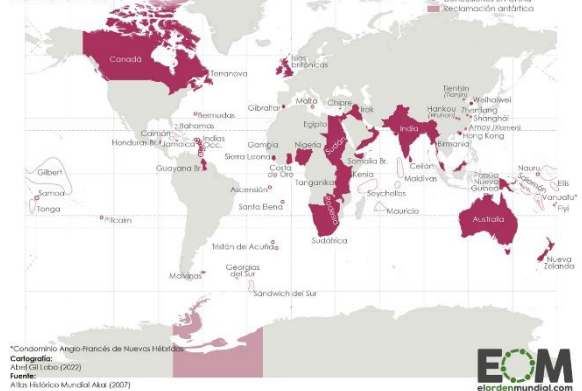 Reclamación antártica
Canadá
Terranova
Islas
británicas
Bermudas
Bahamas
Caimán
Honduras Br.
Jamaica
Indias
Occ.
Guayana Br.
Gibraltar
Malta
Chipre
Irak
Egipto
Sudán
Gambia
Sierra Leona
Costa
de Oro
Nigeria
Somalia Br.
Kenia
Tanganika
Rodesia
Sudáfrica
Seychelles
Mauricio
Ascensión
Santa Elena
Tristán de Acuña
Malvinas
Georgias
del Sur
Sándwich del Sur
India
Ceilán
Maldivas
Birmania
Tientsin
(Tianjin)
Weihaiwei
Hankou
(Wuhan)
Zhenjiang
Shanghái
Amoy (Xiamen)
Hong Kong
Papúa
Nueva
Guinea
Salomón
Nauru
Ellis
Vanuatu*
Fiyi
Australia
Nueva
Zelanda
Gilbert
Samoa
Tonga
Pitcairn
*Condominio Anglo-Francés de Nuevas Hébridas
Cartografía:
Abel Gil Lobo (2022)
Fuente:
Atlas Histórico Mundial Akal (2007)
EOM
elordenmundial.com